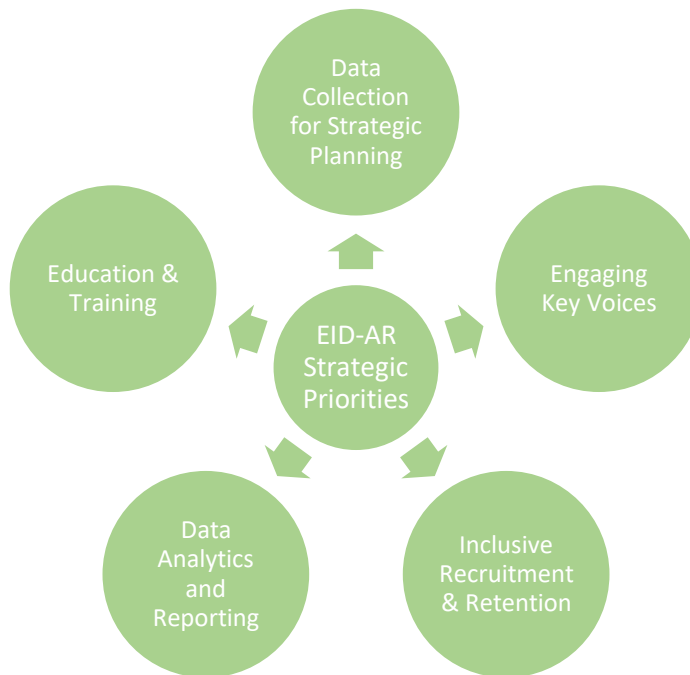 Data
Collection
for Strategic
Planning
Education &
Training
Engaging
Key Voices
EID-AR
Strategic
Priorities
Data
Analytics
and
Reporting
Inclusive
Recruitment
& Retention